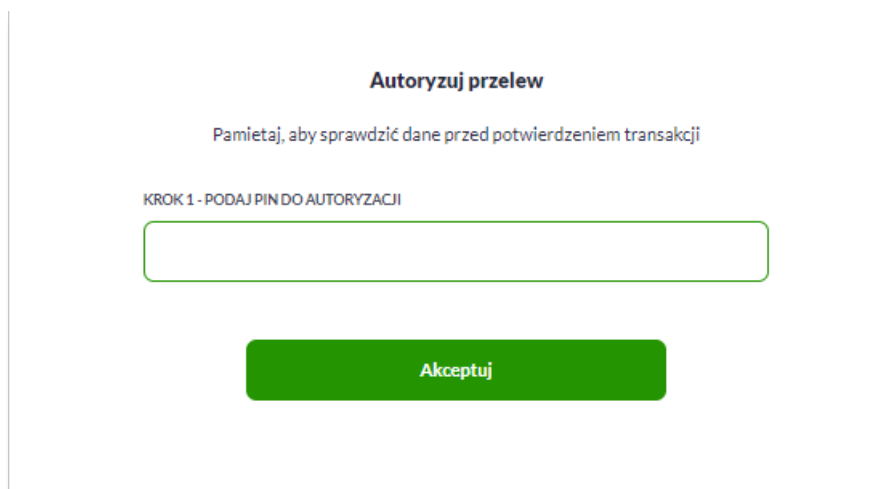 Autoryzuj przelew
Pamietaj, aby sprawdzić dane przed potwierdzeniem transakcji
KROK 1 - PODAJ PIN DO AUTORYZACJI
Akceptuj